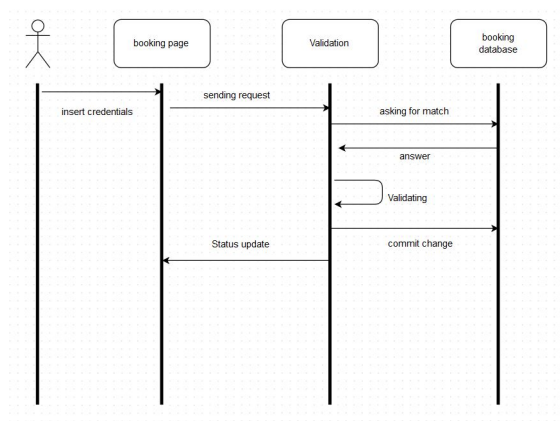 booking page
Validation
booking
database
insert credentials
sending request
asking for match
answer
Validating
commit change
Status update